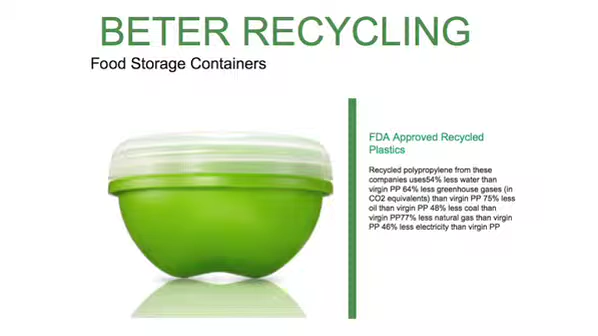 BETER RECYCLING
Food Storage Containers
FDA Approved Recycled
Plastics
Recycled polypropylene from these
companies uses54% less water than
virgin PP 64% less greenhouse gases (in
CO2 equivalents) than virgin PP 75% less
oil than virgin PP 48% less coal than
virgin PP77% less natural gas than virgin
PP 46% less electricity than virgin PP